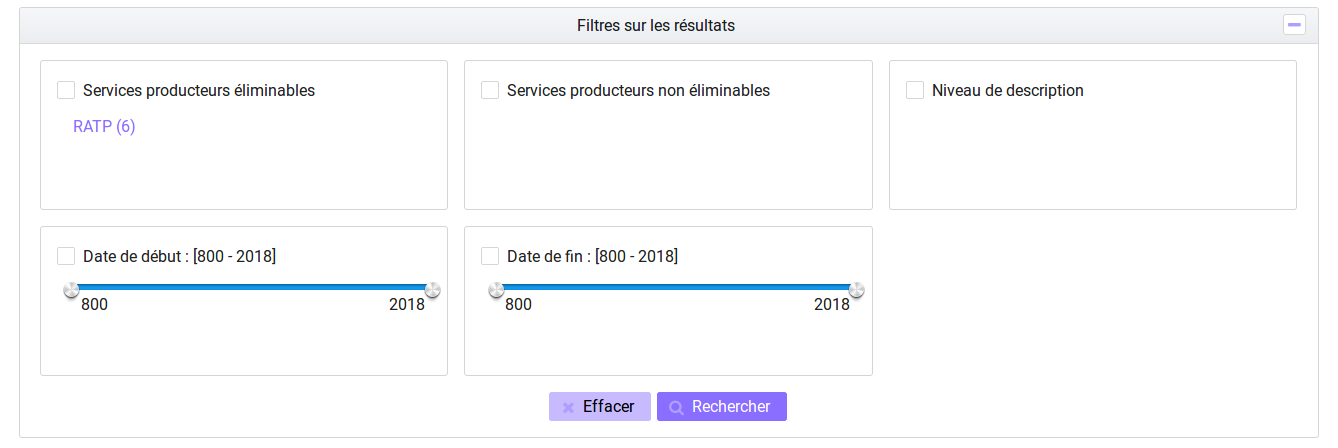 Filtres sur les résultats
Services producteurs éliminables
RATP (6)
Services producteurs non éliminables
Niveau de description
Date de début : [800 - 2018]
800 2018
Date de fin : [800 - 2018]
800 2018
Effacer Rechercher